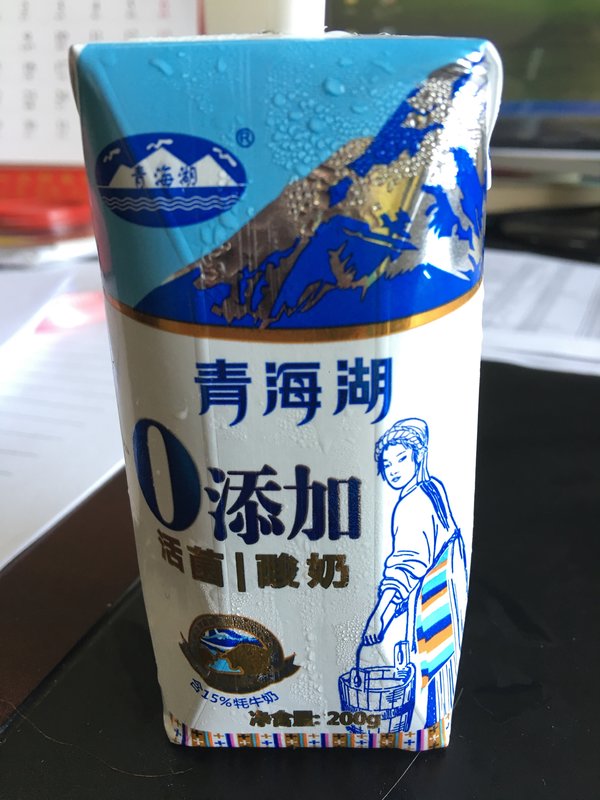 青海湖
®
青海湖
0添加
活菌|酸奶
含15%牦牛奶
净含量: 200g